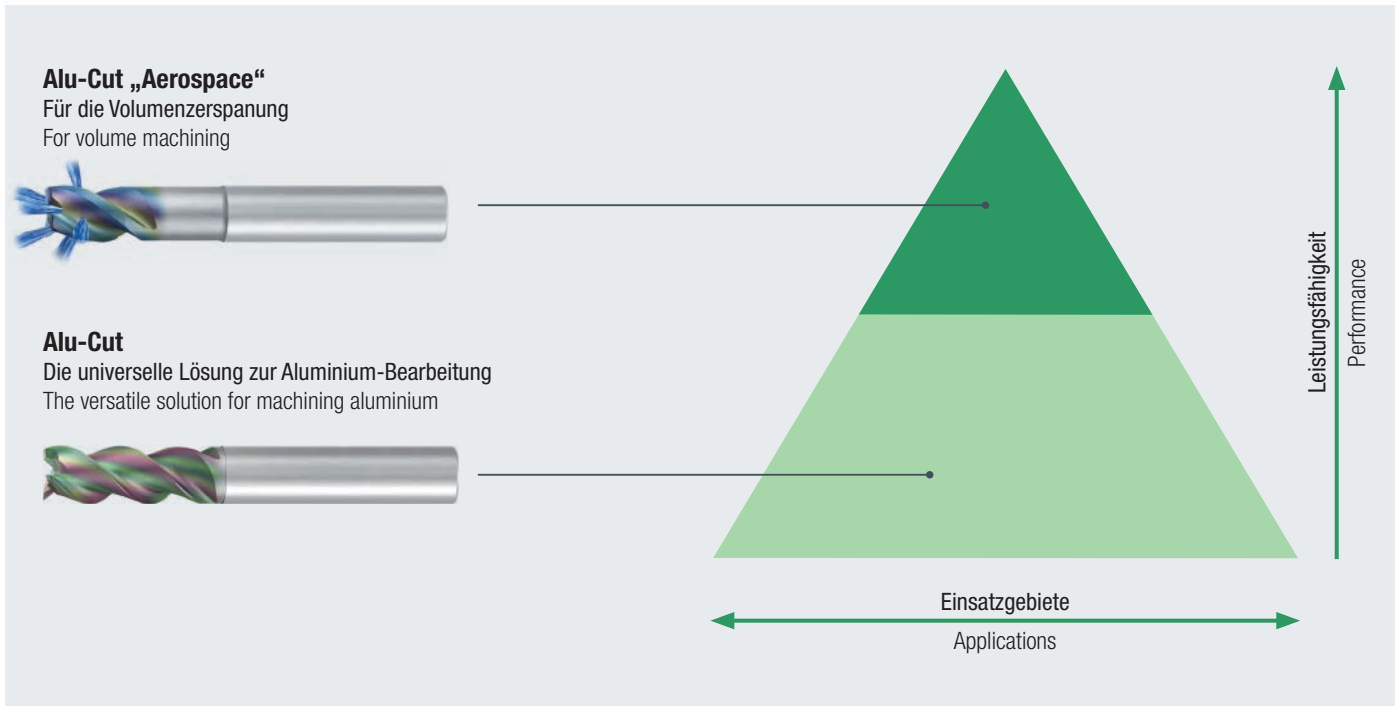 Alu-Cut „Aerospace“
Für die Volumenzerspanung
For volume machining
Alu-Cut
Die universelle Lösung zur Aluminium-Bearbeitung
The versatile solution for machining aluminium
Leistungsfähigkeit
Performance
Einsatzgebiete
Applications